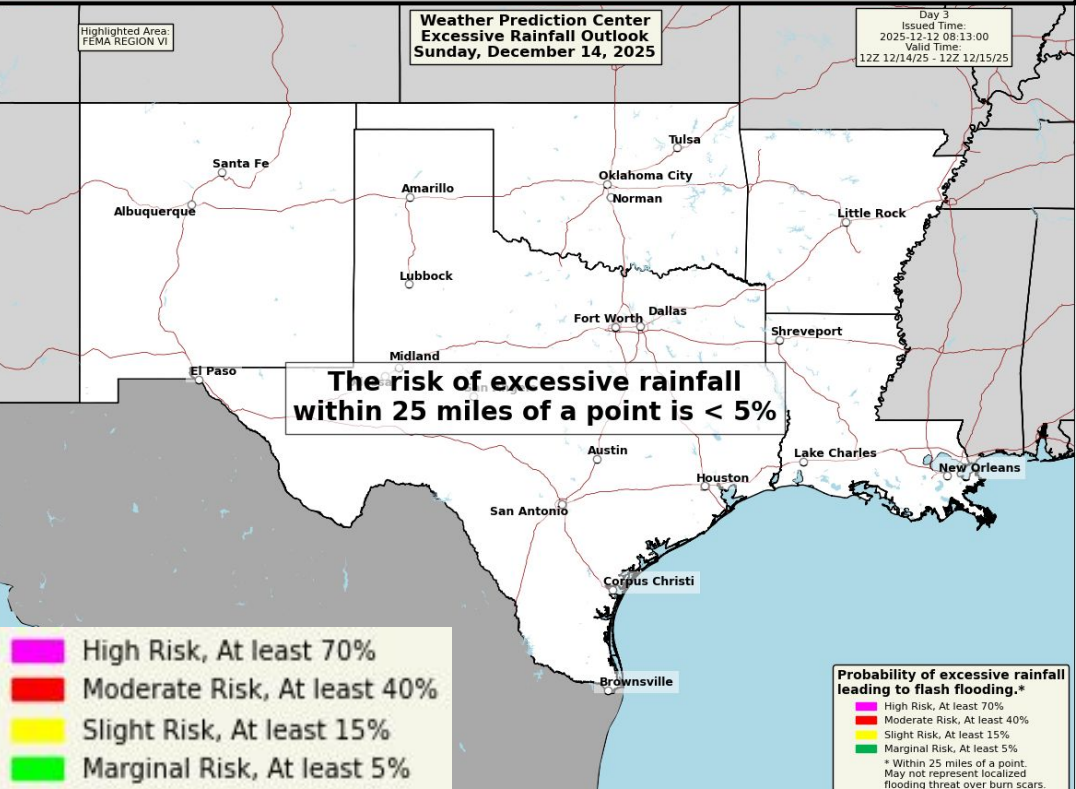 Highlighted Area:
FEMA REGION VI
Weather Prediction Center
Excessive Rainfall Outlook
Sunday, December 14, 2025
Day 3
Issued Time:
2025-12-12 08:13:00
Valid Time:
12Z 12/14/25 - 12Z 12/15/25
Tulsa
Santa Fe
Oklahoma City
Amarillo
Norman
Albuquerque
Little Rock
Lubbock
Dallas
Fort Worth
Shreveport
Midland
El Paso
The risk of excessive rainfall
within 25 miles of a point is < 5%
Austin
Lake Charles
New Orleans
Houston
San Antonio
Corpus Christi
Brownsville
High Risk, At least 70%
Moderate Risk, At least 40%
Slight Risk, At least 15%
Marginal Risk, At least 5%
Probability of excessive rainfall
leading to flash flooding.*
High Risk, At least 70%
Moderate Risk, At least 40%
Slight Risk, At least 15%
Marginal Risk, At least 5%
* Within 25 miles of a point.
May not represent localized
flooding threat over burn scars.